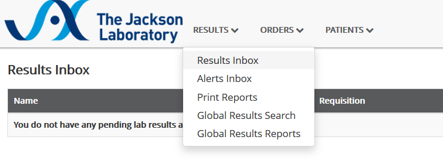 The Jackson
Laboratory
RESULTS ORDERS PATIENTS
Results Inbox
Results Inbox
Alerts Inbox
Print Reports
Global Results Search
Global Results Reports
Name Requisition
You do not have any pending lab results a